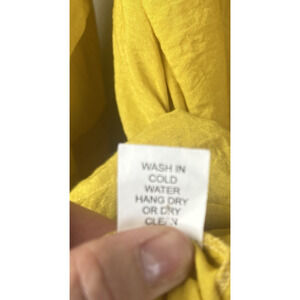 WASH IN
COLD
WATER
HANG DRY
OR DRY
CLEAN